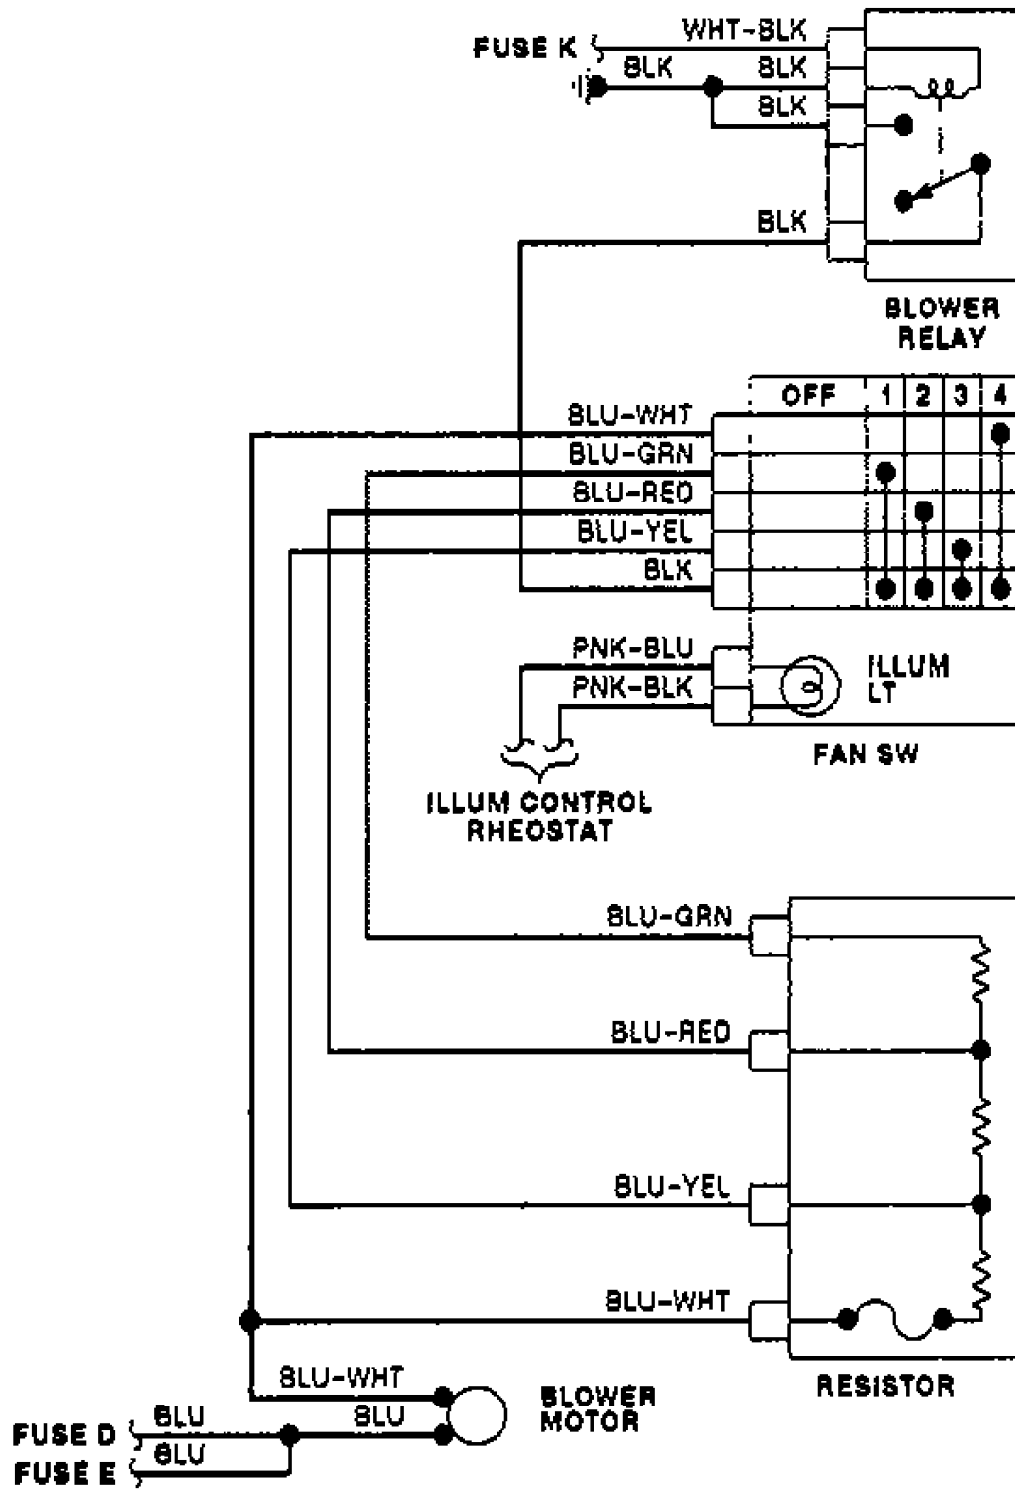 WHT-BLK
FUSE K
BLK
BLK
BLK
BLK
BLOWER
RELAY
OFF 1 2 3 4
BLU-WHT
BLU-GRN
BLU-RED
BLU-YEL
BLK
PNK-BLU
PNK-BLK
ILLUM
LT
FAN SW
ILLUM CONTROL
RHEOSTAT
BLU-GRN
BLU-RED
BLU-YEL
BLU-WHT
RESISTOR
BLU-WHT
BLOWER
MOTOR
BLU
BLU
FUSE D
BLU
FUSE E